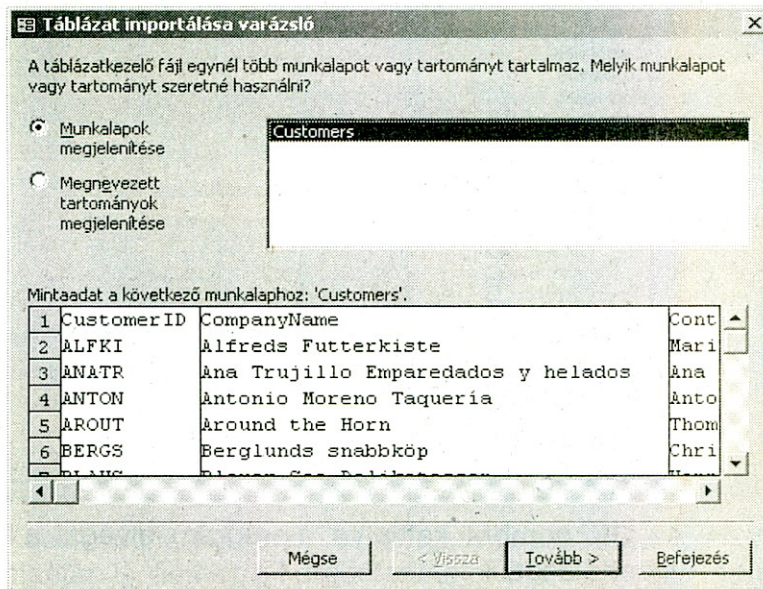 Táblázat importálása varázsló
A táblázatkezelő fájl egynél több munkalapot vagy tartományt tartalmaz. Melyik munkalapot
vagy tartományt szeretné használni?
Munkalapok
megjelenítése
Megnevezett
tartományok
megjelenítése
Customers
Mintaadat a következő munkalaphoz: 'Customers'.
1 CustomerID CompanyName Cont
2 ALFKI Alfreds Futterkiste Mari
3 ANATR Ana Trujillo Emparedados y helados Ana
4 ANTON Antonio Moreno Taquería Anto
5 AROUT Around the Horn Thom
6 BERGS Berglunds snabbköp Chri
Mégse < Vissza Tovább > Befejezés